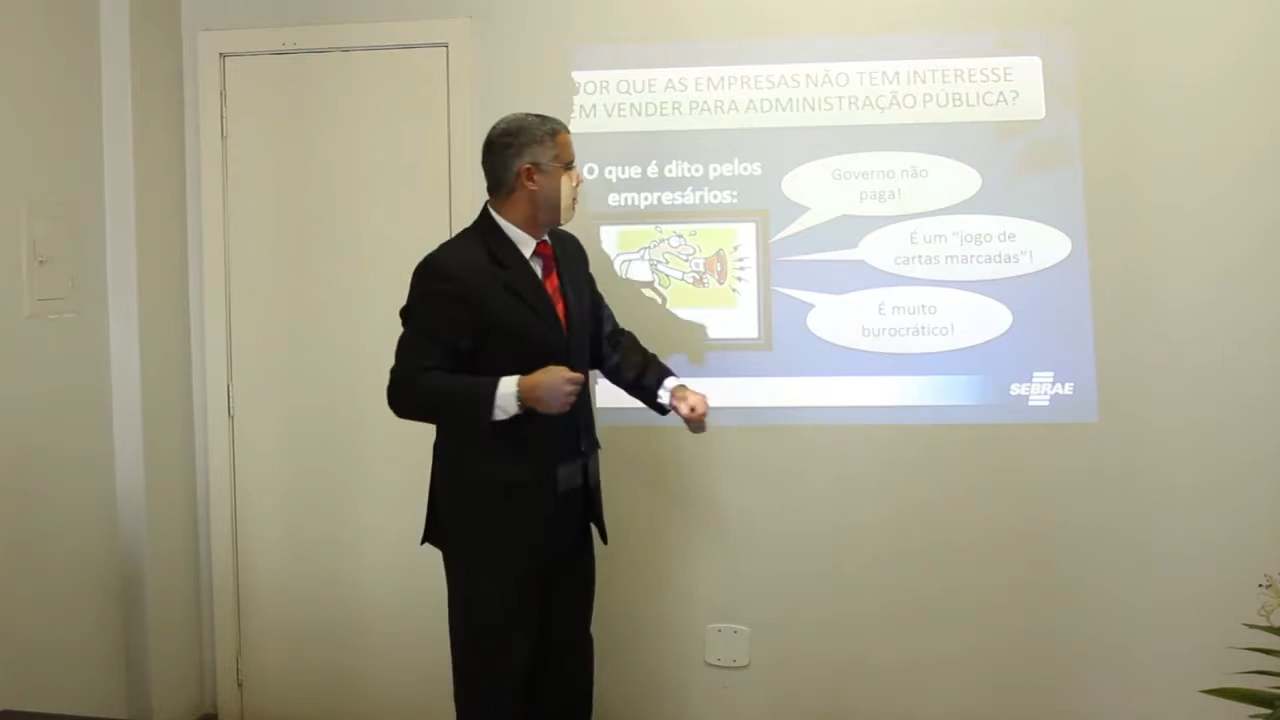 POR QUE AS EMPRESAS NÃO TEM INTERESSE
EM VENDER PARA ADMINISTRAÇÃO PÚBLICA?
O que é dito pelos
empresários:
Governo não
paga!
É um "jogo de
cartas marcadas"!
É muito
burocrático!
SEBRAE